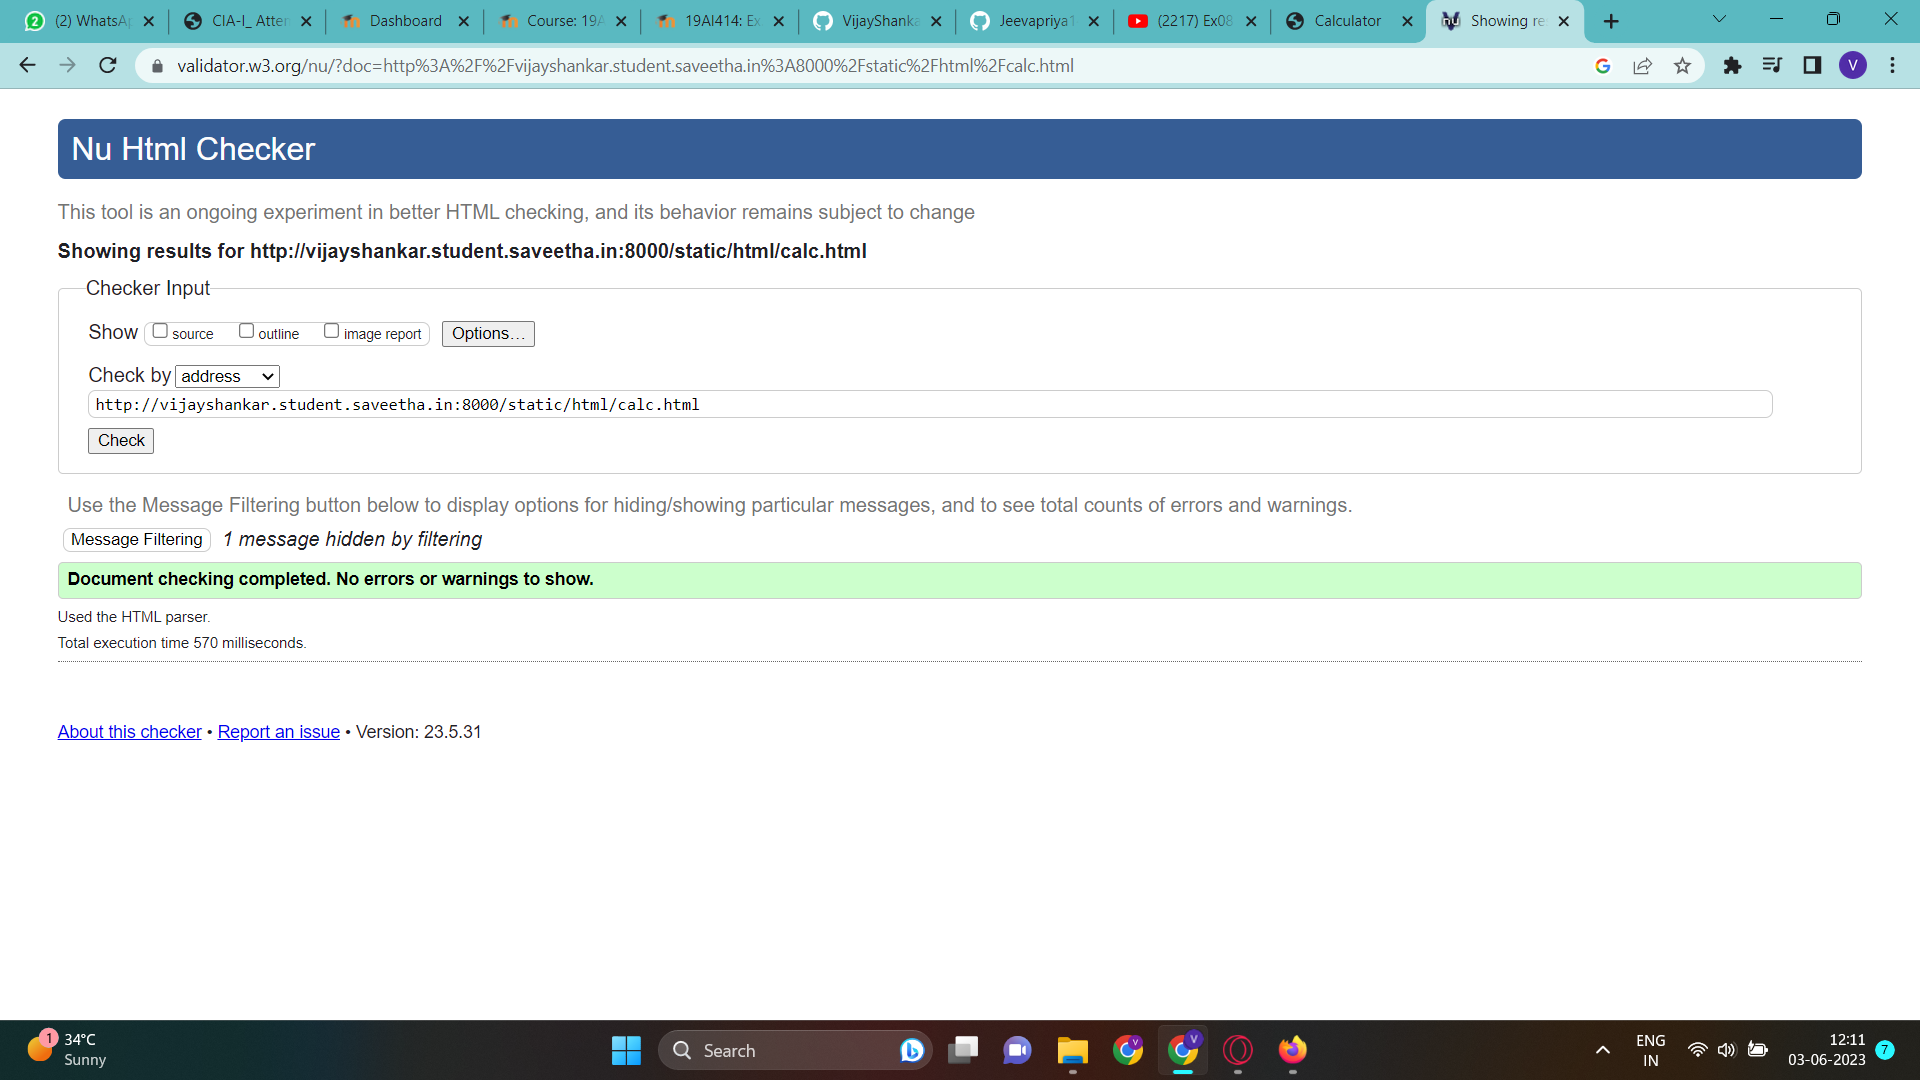 (2) WhatsAp
CIA-I_ Atten
Dashboard
Course: 19A
19AI414: Ex
VijayShanka
Jeevapriya1
(2217) Ex08
Calculator
Showing re
validator.w3.org/nu/?doc=http%3A%2F%2Fvijayshankar.student.saveetha.in%3A8000%2Fstatic%2Fhtml%2Fcalc.html
V
Nu Html Checker
This tool is an ongoing experiment in better HTML checking, and its behavior remains subject to change
Showing results for http://vijayshankar.student.saveetha.in:8000/static/html/calc.html
Checker Input
Show source outline image report Options...
Check by address
http://vijayshankar.student.saveetha.in:8000/static/html/calc.html
Check
Use the Message Filtering button below to display options for hiding/showing particular messages, and to see total counts of errors and warnings.
Message Filtering 1 message hidden by filtering
Document checking completed. No errors or warnings to show.
Used the HTML parser.
Total execution time 570 milliseconds.
About this checker • Report an issue • Version: 23.5.31
1
34°C
Sunny
Search
V
V
ENG
IN
12:11
03-06-2023
7